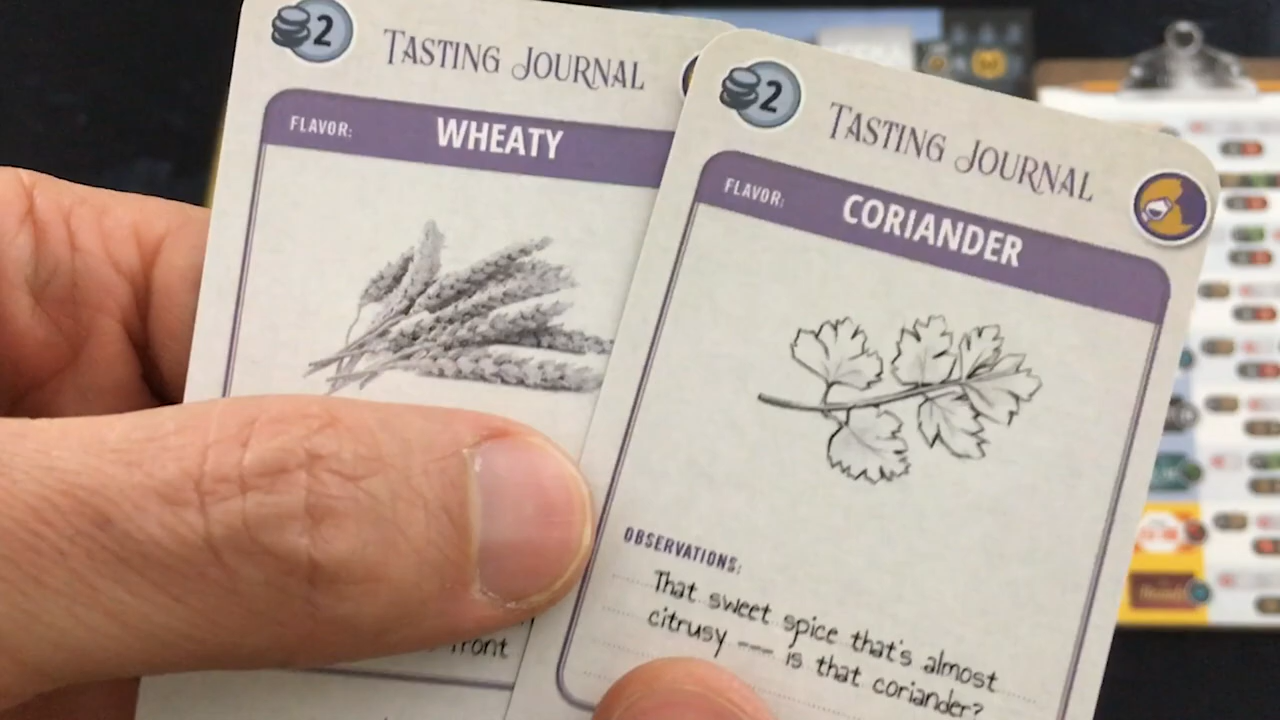 2
TASTING JOURNAL
FLAVOR: WHEATY
front
2
TASTING JOURNAL
FLAVOR: CORIANDER
OBSERVATIONS:
That sweet spice that's almost
citrusy --- is that coriander?